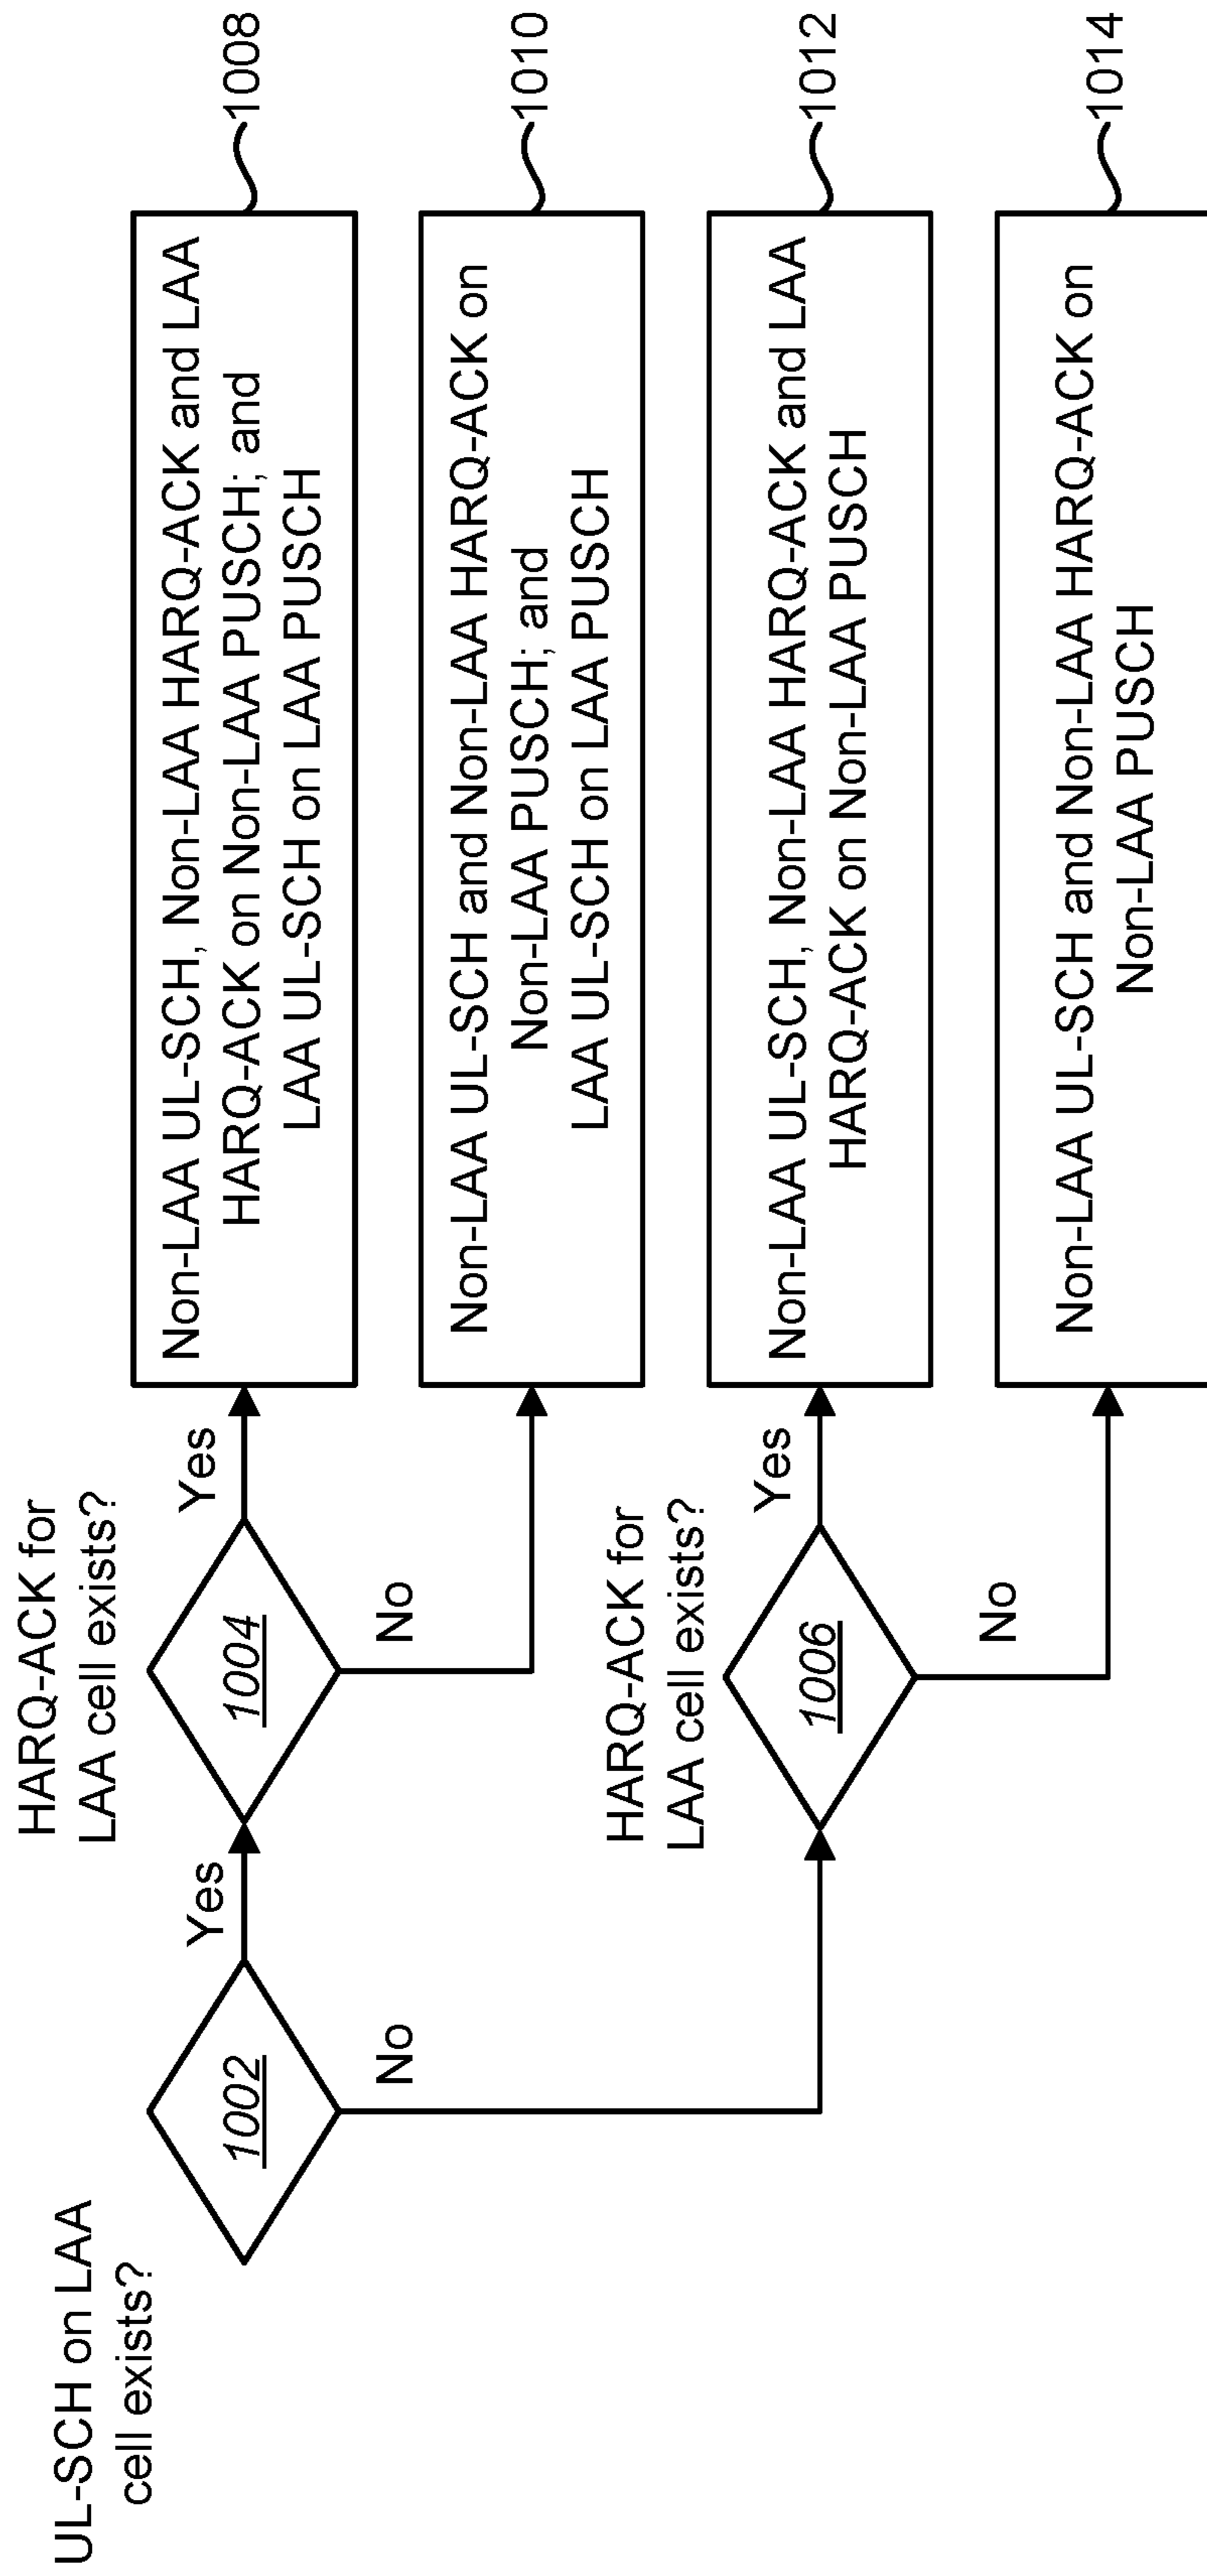 UL-SCH on LAA
cell exists?
1002
Yes
No
HARQ-ACK for
LAA cell exists?
1004
Yes
No
Non-LAA UL-SCH, Non-LAA HARQ-ACK and LAA
HARQ-ACK on Non-LAA PUSCH; and
LAA UL-SCH on LAA PUSCH
1008
Non-LAA UL-SCH and Non-LAA HARQ-ACK on
Non-LAA PUSCH; and
LAA UL-SCH on LAA PUSCH
1010
HARQ-ACK for
LAA cell exists?
1006
Yes
No
Non-LAA UL-SCH, Non-LAA HARQ-ACK and LAA
HARQ-ACK on Non-LAA PUSCH
1012
Non-LAA UL-SCH and Non-LAA HARQ-ACK on
Non-LAA PUSCH
1014